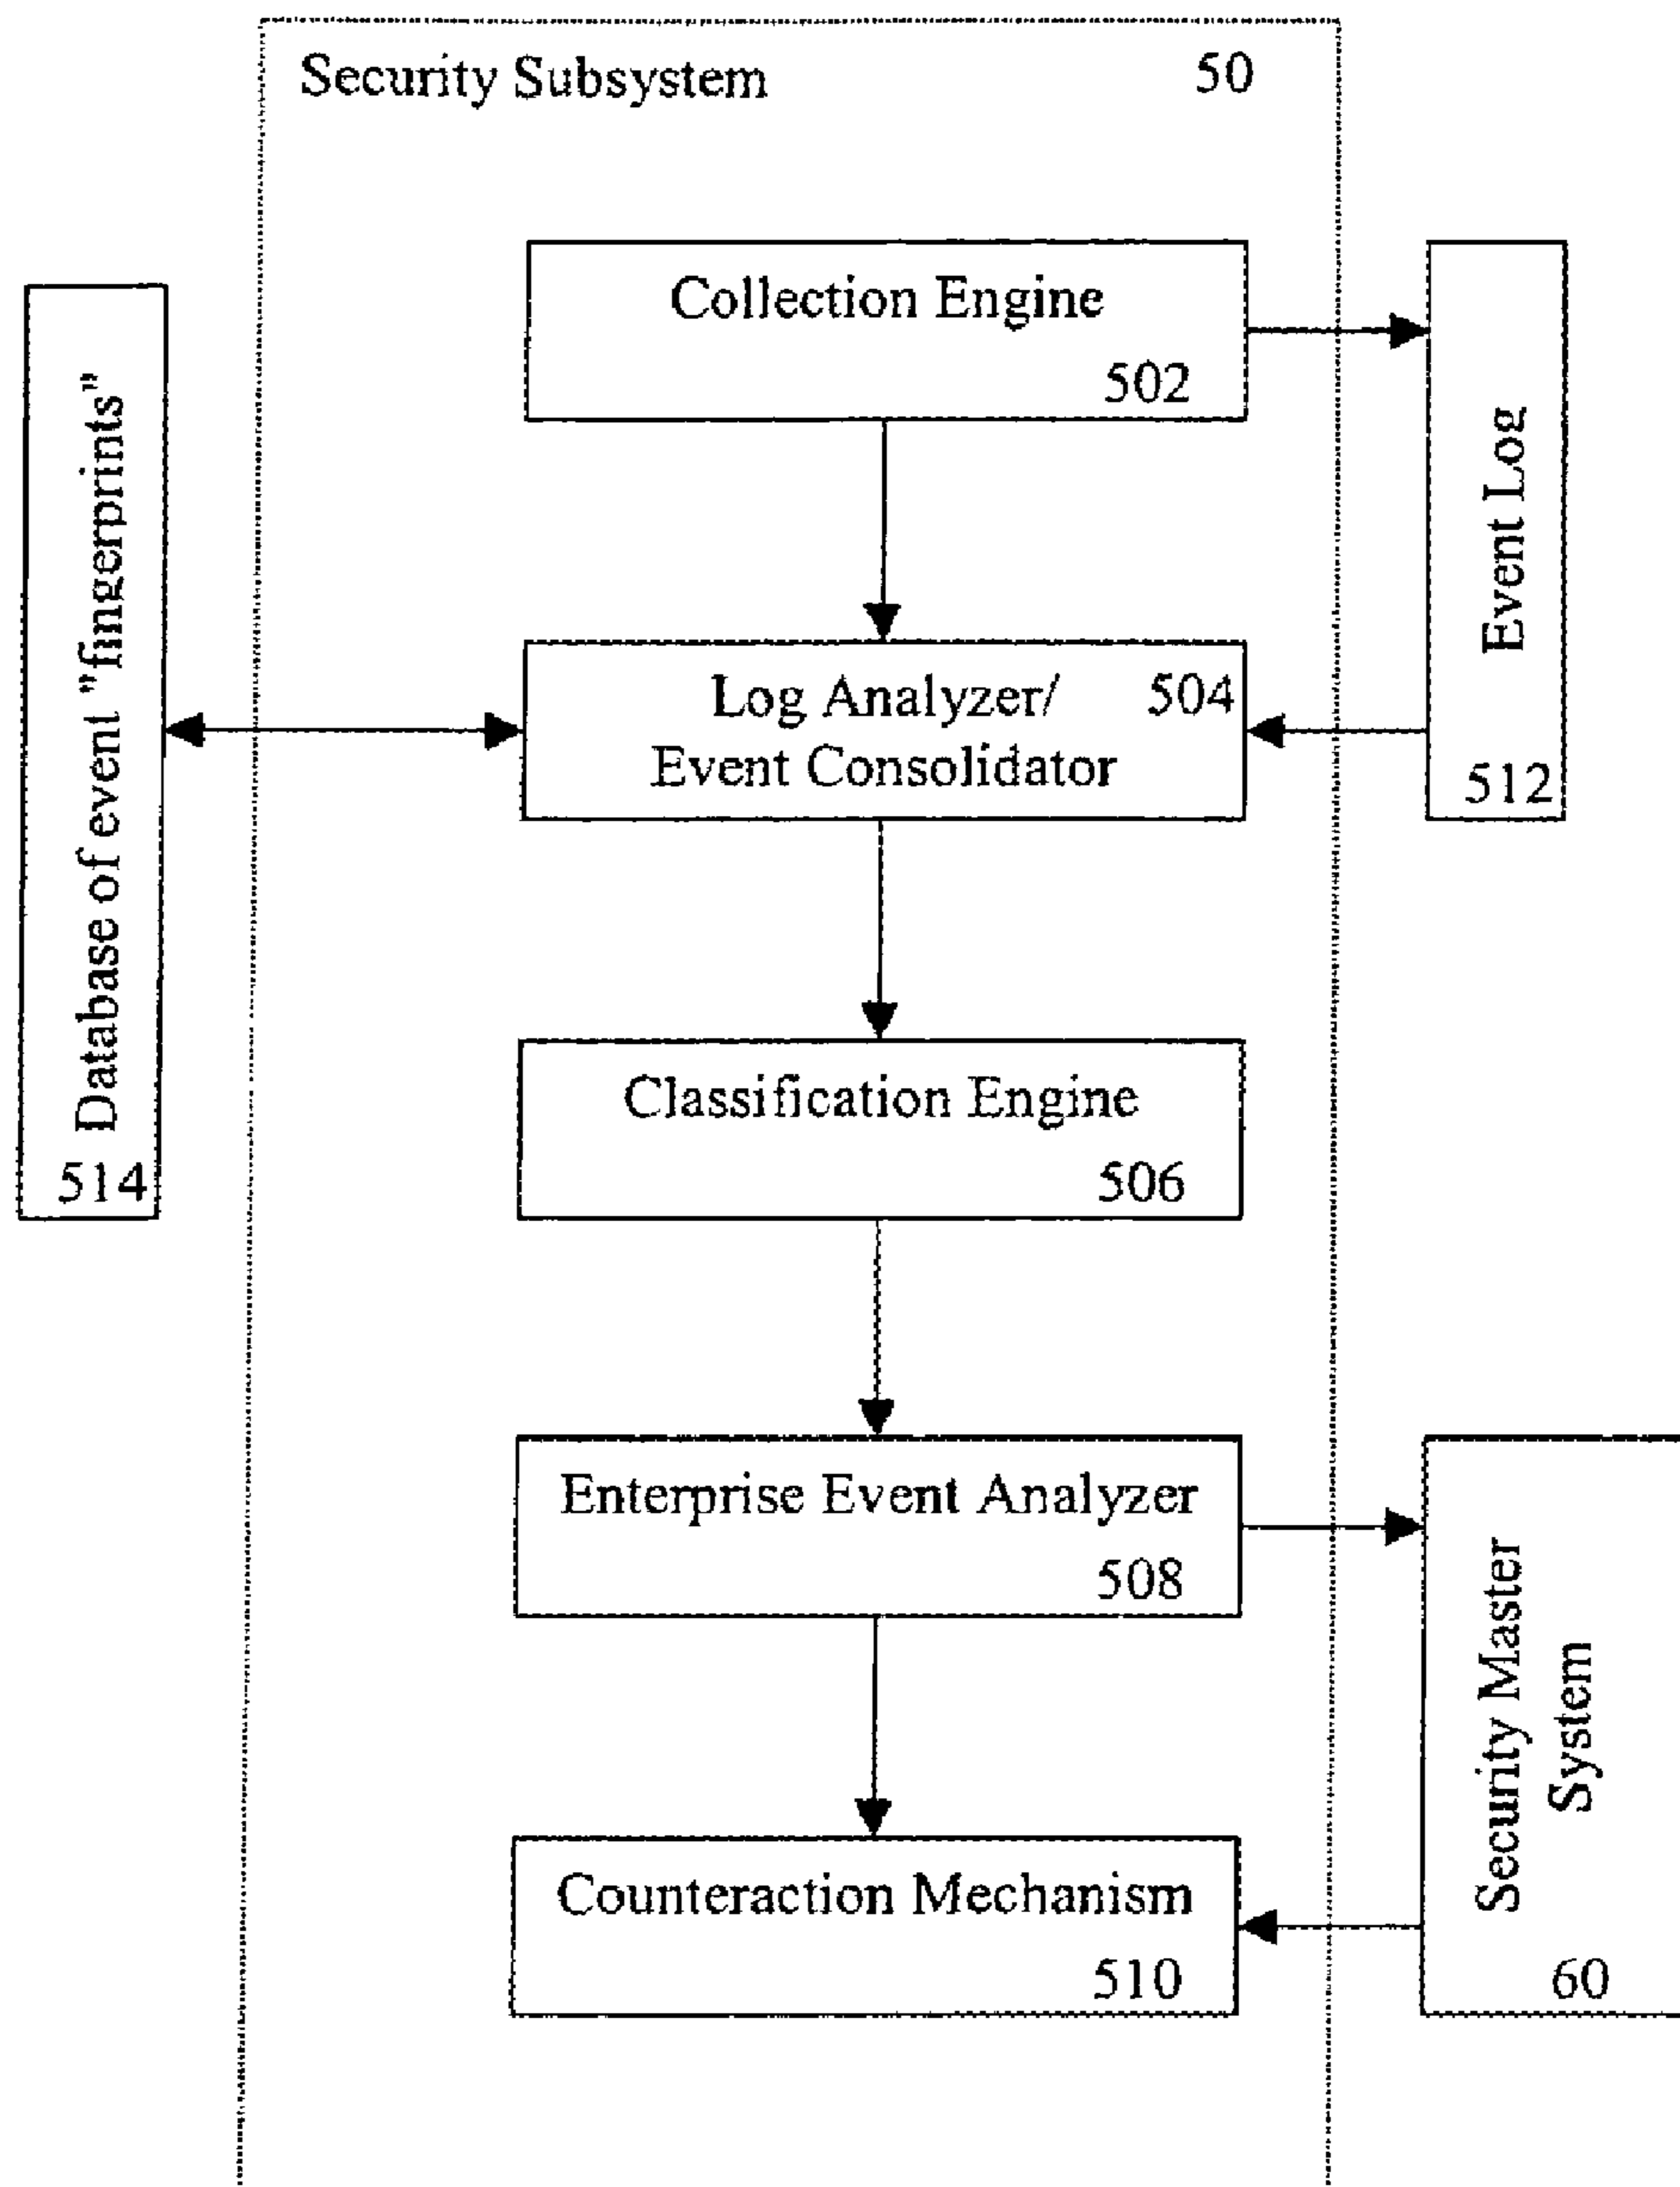 Security Subsystem 50
Collection Engine
502
Event Log
512
Database of event "fingerprints"
514
Log Analyzer/ 504
Event Consolidator
Classification Engine
506
Enterprise Event Analyzer
508
Security Master
System
60
Counteraction Mechanism
510